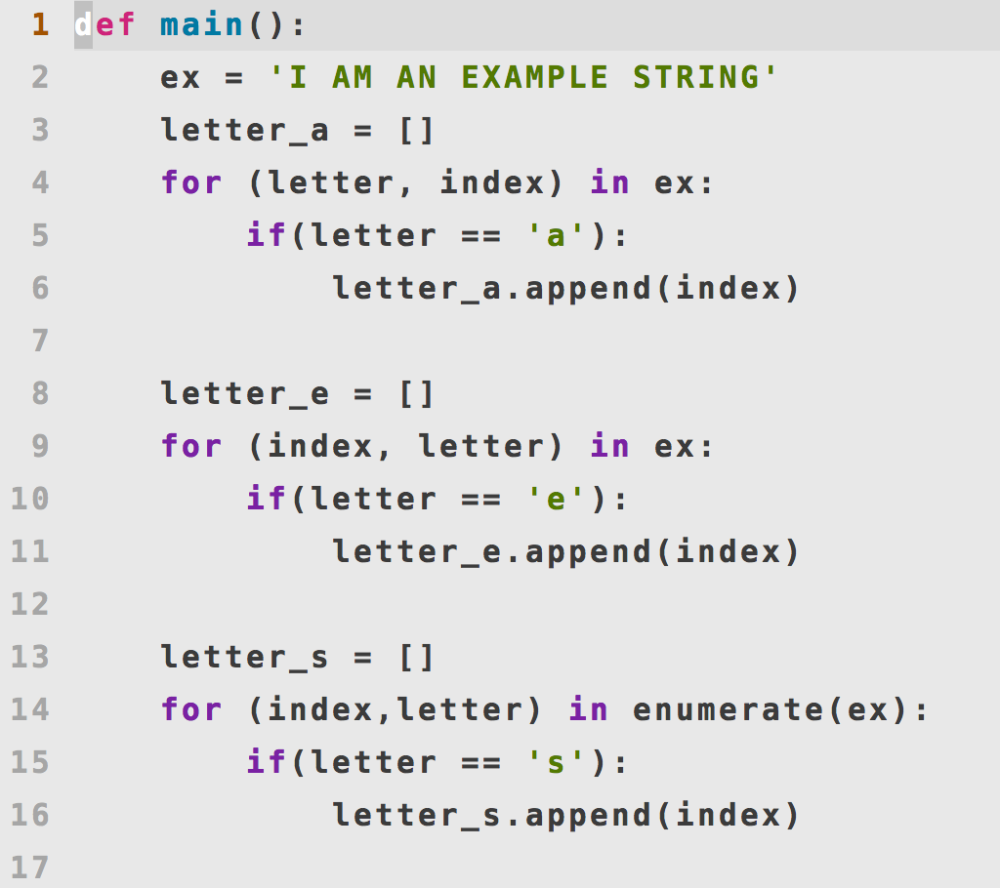 1 def main():
2     ex = 'I AM AN EXAMPLE STRING'
3     letter_a = []
4     for (letter, index) in ex:
5         if(letter == 'a'):
6             letter_a.append(index)
7
8     letter_e = []
9     for (index, letter) in ex:
10         if(letter == 'e'):
11             letter_e.append(index)
12
13     letter_s = []
14     for (index,letter) in enumerate(ex):
15         if(letter == 's'):
16             letter_s.append(index)
17